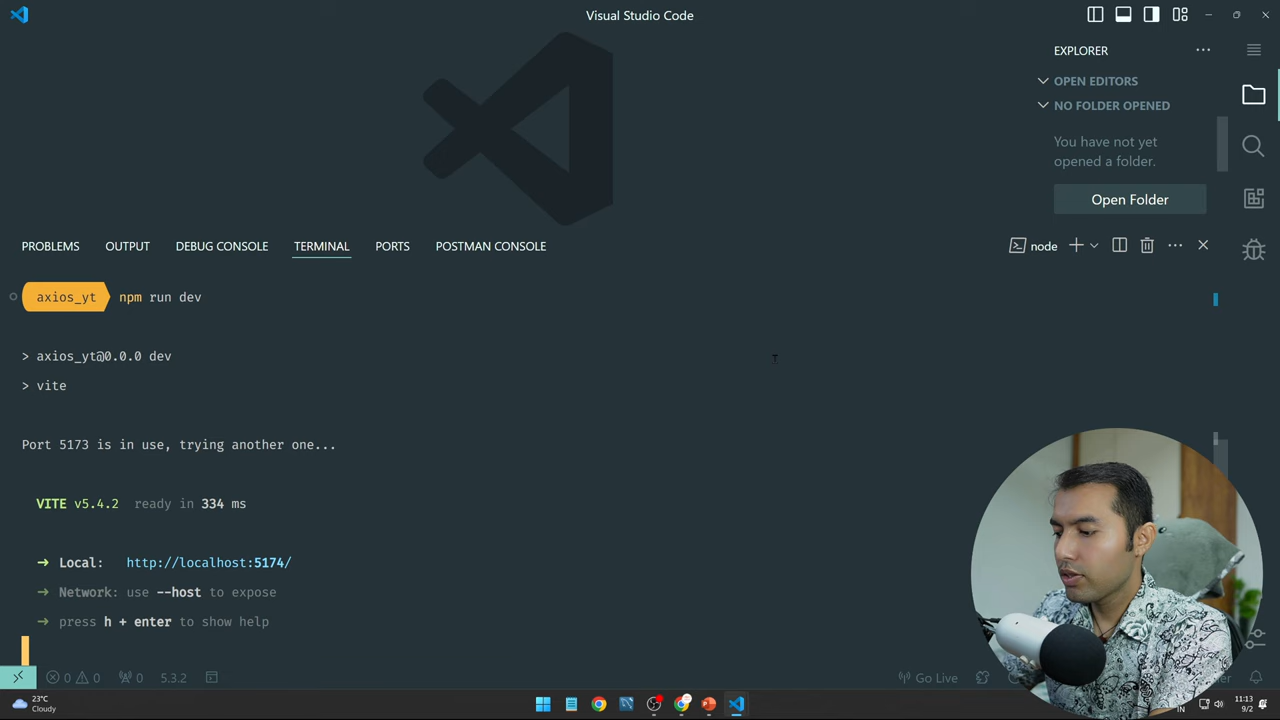 Visual Studio Code
EXPLORER
OPEN EDITORS
NO FOLDER OPENED
You have not yet
opened a folder.
Open Folder
PROBLEMS OUTPUT DEBUG CONSOLE TERMINAL PORTS POSTMAN CONSOLE
node
axios_yt npm run dev
> axios_yt@0.0.0 dev
> vite
Port 5173 is in use, trying another one...
VITE v5.4.2 ready in 334 ms
➜ Local: http://localhost:5174/
➜ Network: use --host to expose
➜ press h + enter to show help
0 0 0 5.3.2 Go Live
23°C
Cloudy
IN
11:13
9/2